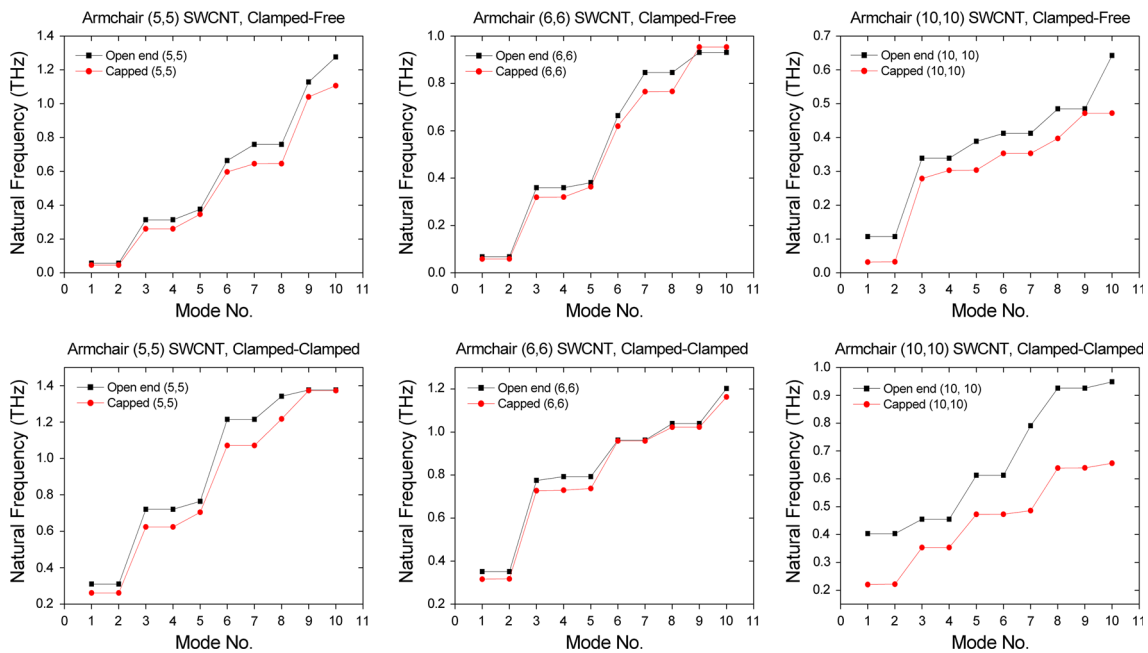 Armchair (5,5) SWCNT, Clamped-Free
1.4
1.2
1.0
0.8
0.6
0.4
0.2
0.0
Natural Frequency (THz)
Open end (5,5)
Capped (5,5)
0 1 2 3 4 5 6 7 8 9 10 11
Mode No.
Armchair (6,6) SWCNT, Clamped-Free
1.0
0.8
0.6
0.4
0.2
0.0
Natural Frequency (THz)
Open end (6,6)
Capped (6,6)
0 1 2 3 4 5 6 7 8 9 10 11
Mode No.
Armchair (10,10) SWCNT, Clamped-Free
0.7
0.6
0.5
0.4
0.3
0.2
0.1
0.0
Natural Frequency (THz)
Open end (10, 10)
Capped (10,10)
0 1 2 3 4 5 6 7 8 9 10 11
Mode No.
Armchair (5,5) SWCNT, Clamped-Clamped
1.4
1.2
1.0
0.8
0.6
0.4
0.2
Natural Frequency (THz)
Open end (5,5)
Capped (5,5)
0 1 2 3 4 5 6 7 8 9 10 11
Mode No.
Armchair (6,6) SWCNT, Clamped-Clamped
1.2
1.0
0.8
0.6
0.4
0.2
Natural Frequency (THz)
Open end (6,6)
Capped (6,6)
0 1 2 3 4 5 6 7 8 9 10 11
Mode No.
Armchair (10,10) SWCNT, Clamped-Clamped
1.0
0.9
0.8
0.7
0.6
0.5
0.4
0.3
0.2
Natural Frequency (THz)
Open end (10, 10)
Capped (10,10)
0 1 2 3 4 5 6 7 8 9 10 11
Mode No.